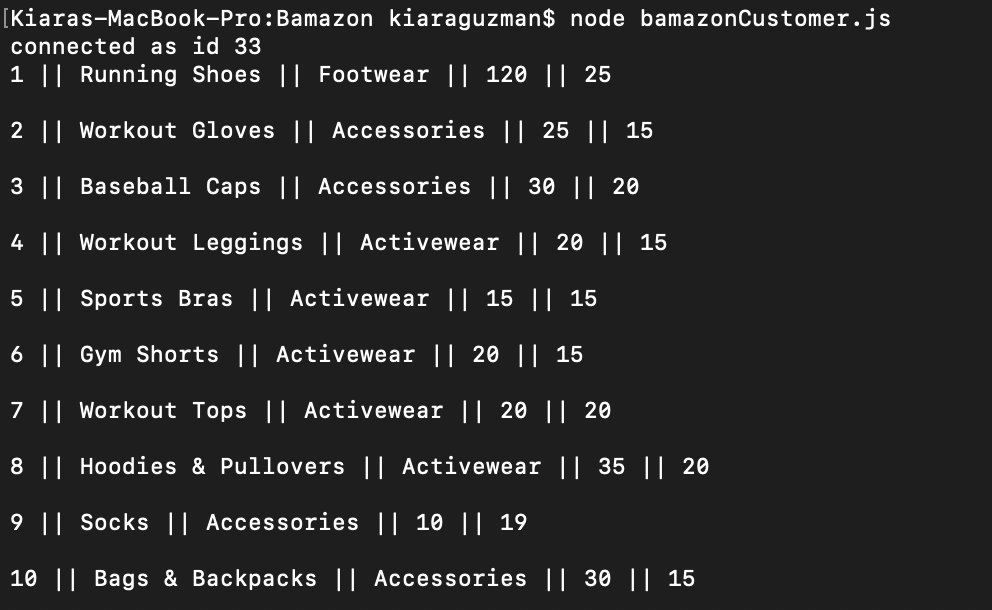 [Kiaras-MacBook-Pro:Bamazon kiaraguzman$ node bamazonCustomer.js
connected as id 33
1 || Running Shoes || Footwear || 120 || 25
2 || Workout Gloves || Accessories || 25 || 15
3 || Baseball Caps || Accessories || 30 || 20
4 || Workout Leggings || Activewear || 20 || 15
5 || Sports Bras || Activewear || 15 || 15
6 || Gym Shorts || Activewear || 20 || 15
7 || Workout Tops || Activewear || 20 || 20
8 || Hoodies & Pullovers || Activewear || 35 || 20
9 || Socks || Accessories || 10 || 19
10 || Bags & Backpacks || Accessories || 30 || 15